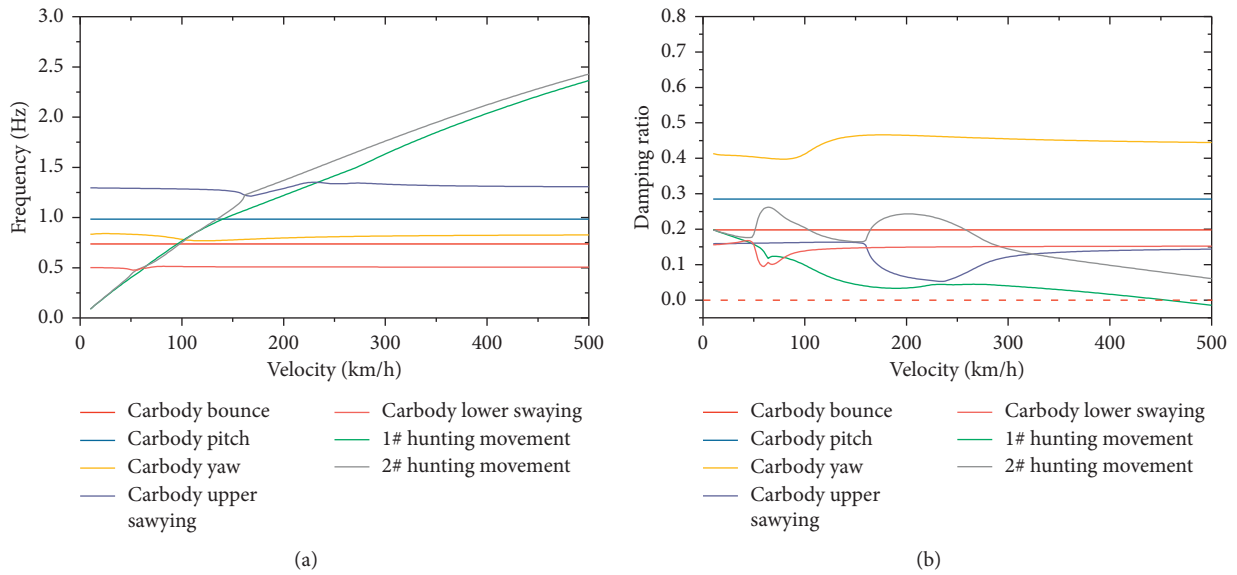 3.0
2.5
2.0
1.5
1.0
0.5
0.0
Frequency (Hz)
0 100 200 300 400 500
Velocity (km/h)
Carbody bounce
Carbody pitch
Carbody yaw
Carbody upper
sawying
Carbody lower swaying
1# hunting movement
2# hunting movement
(a)
0.8
0.7
0.6
0.5
0.4
0.3
0.2
0.1
0.0
Damping ratio
0 100 200 300 400 500
Velocity (km/h)
Carbody bounce
Carbody pitch
Carbody yaw
Carbody upper
sawying
Carbody lower swaying
1# hunting movement
2# hunting movement
(b)